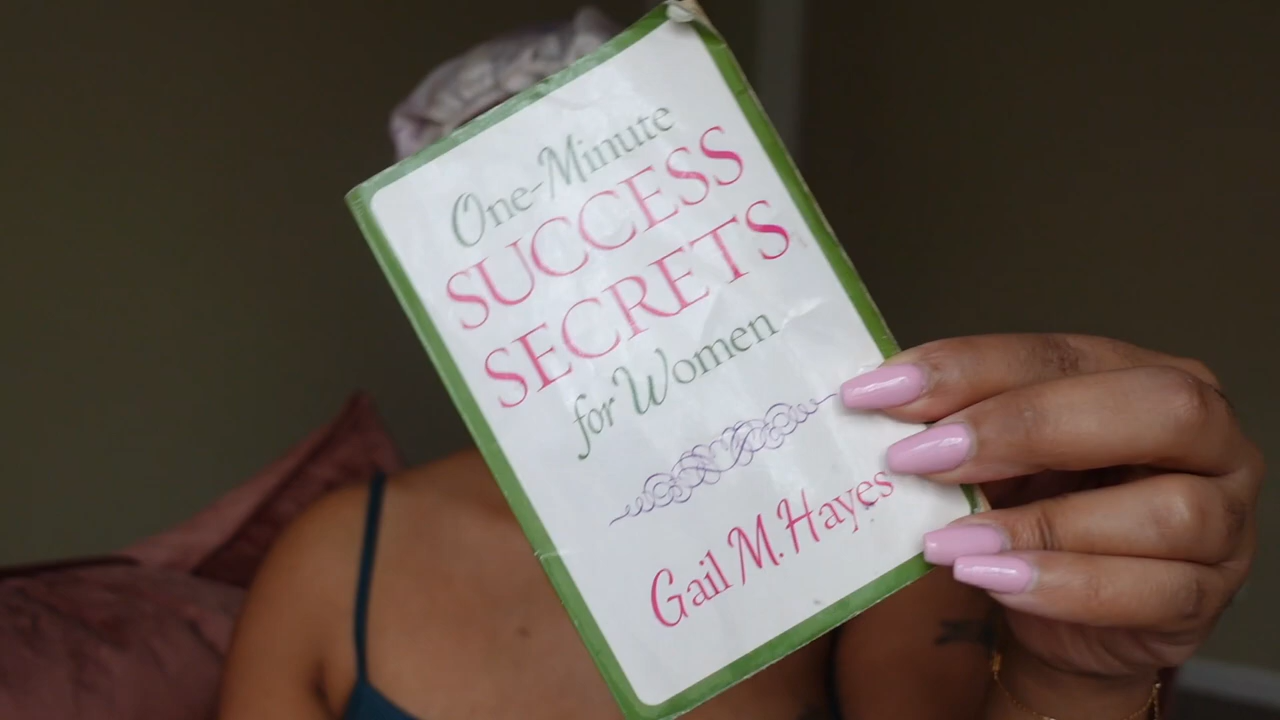 One-Minute
SUCCESS
SECRETS
for Women
Gail M. Hayes